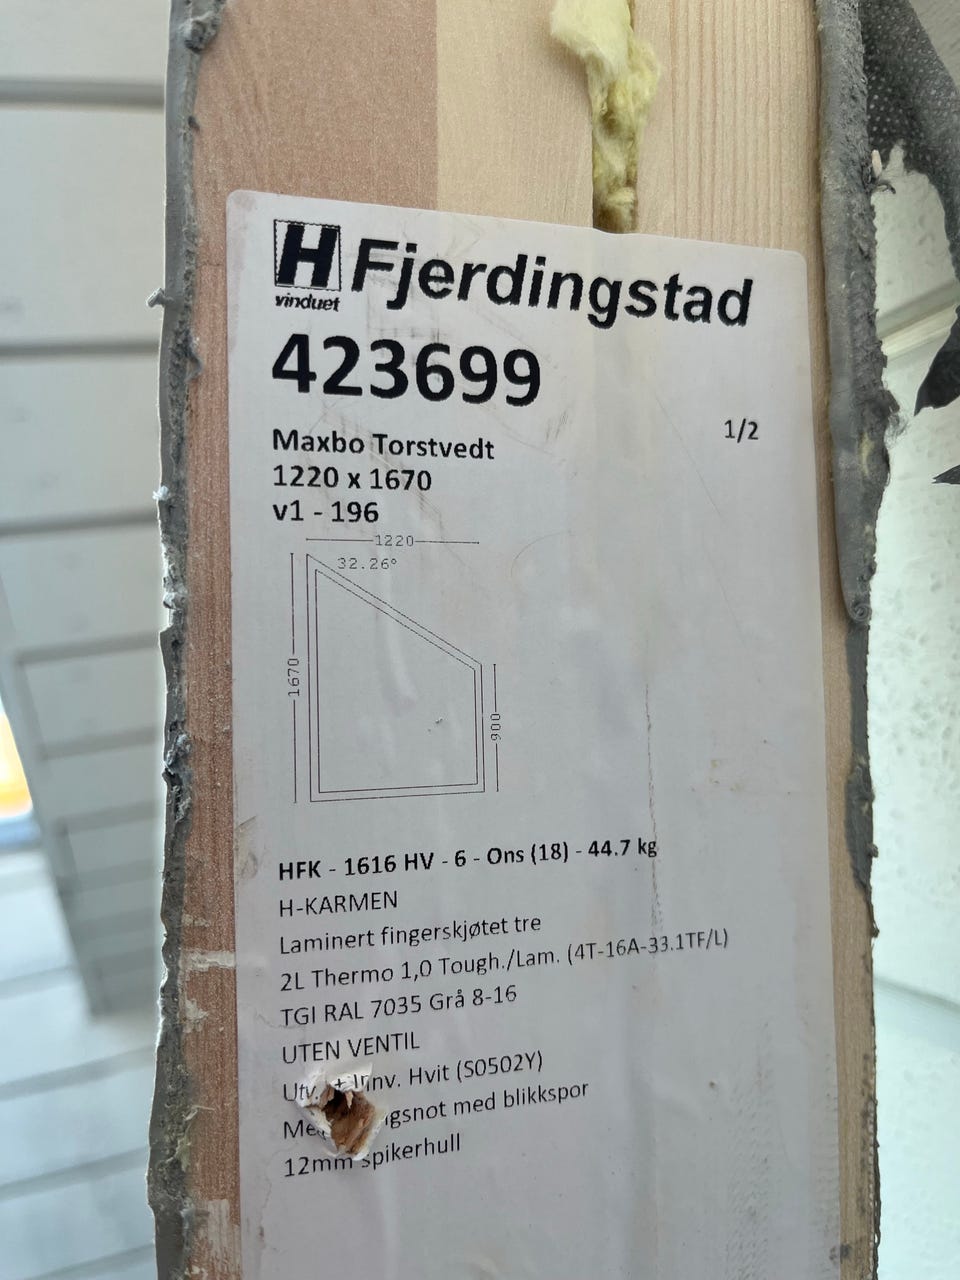 H Fjerdingstad
vinduet
423699
1/2
Maxbo Torstvedt
1220 x 1670
v1 - 196
1220
32.26°
1670
900
HFK - 1616 HV - 6 - Ons (18) - 44.7 kg
H-KARMEN
Laminert fingerskjøtet tre
2L Thermo 1,0 Tough./Lam. (4T-16A-33.1TF/L)
TGI RAL 7035 Grå 8-16
UTEN VENTIL
Utv. + Innv. Hvit (S0502Y)
med blikkspor
12mm spikerhull